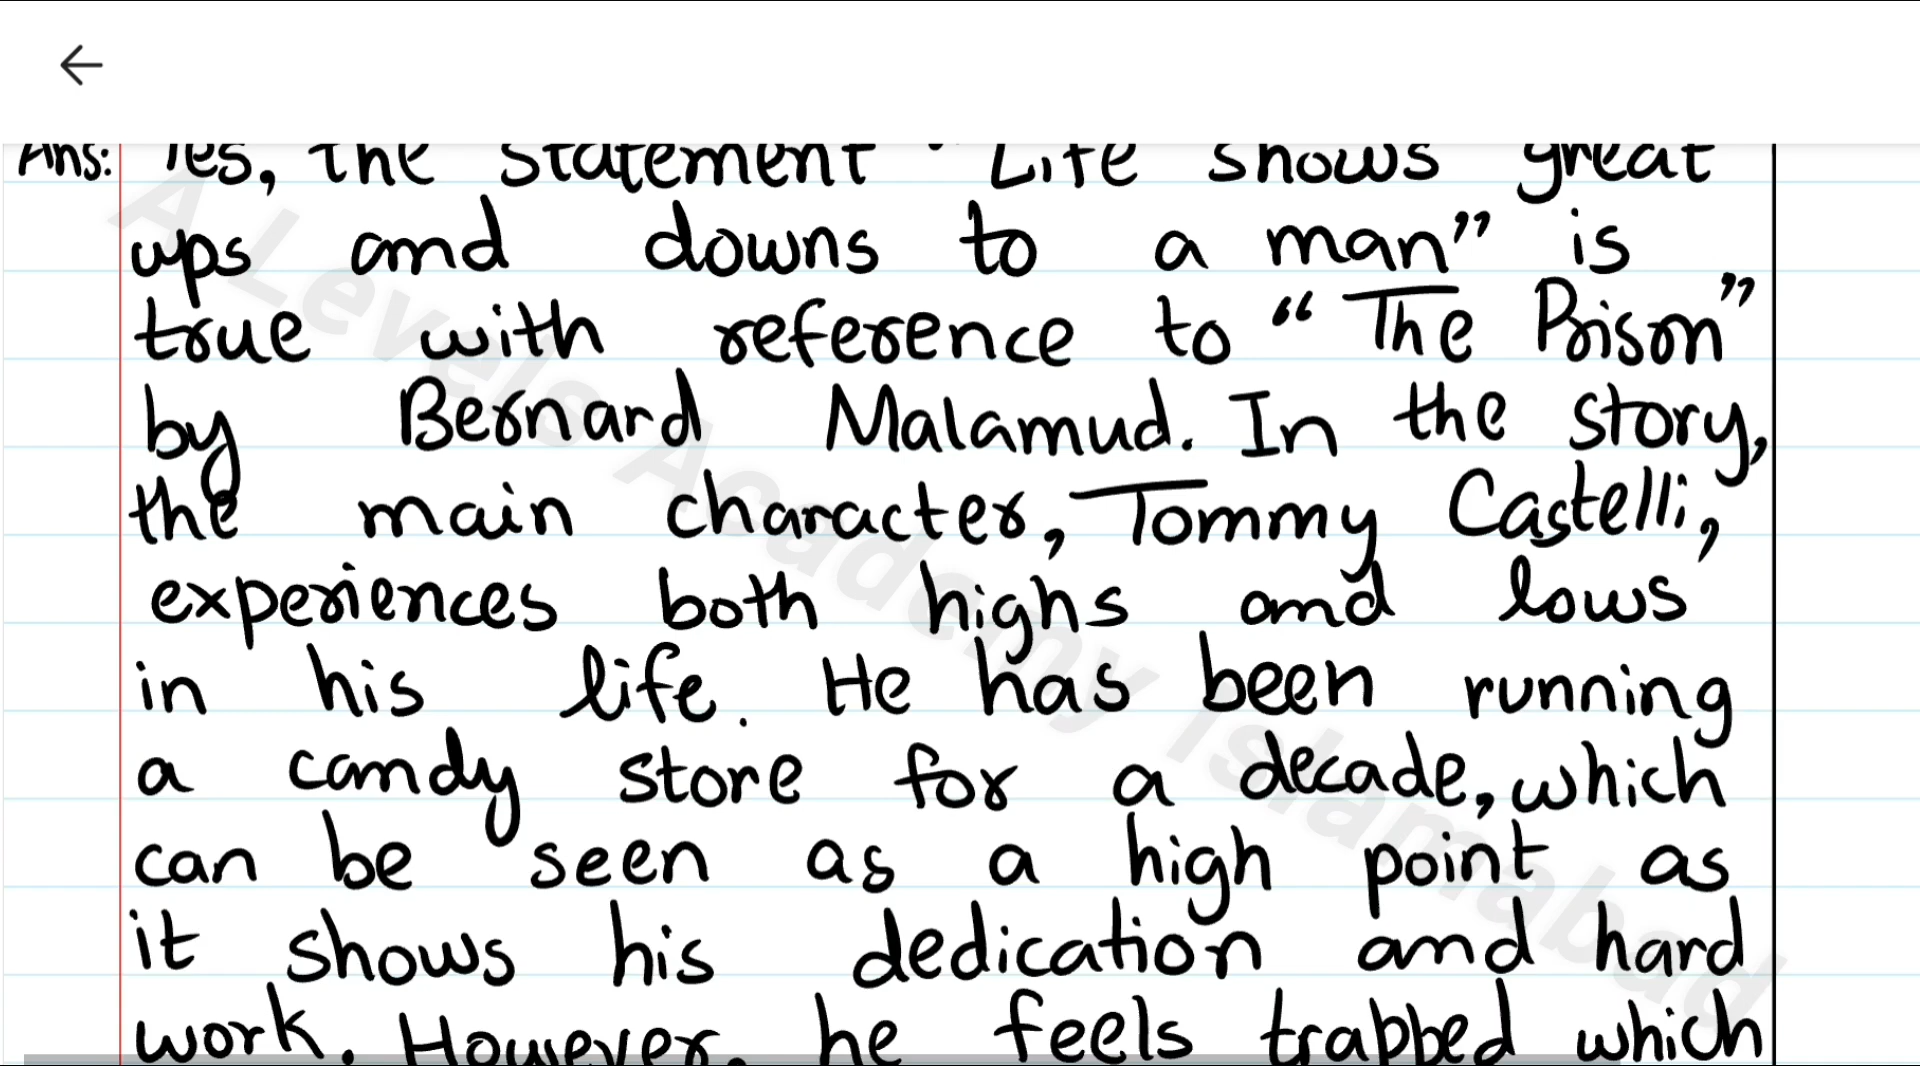 Ans: Yes, the statement "Life shows great
ups and downs to a man" is
true with reference to "The Prison"
by Bernard Malamud. In the story,
the main character, Tommy Castelli,
experiences both highs and lows
in his life. He has been running
a candy store for a decade, which
can be seen as a high point as
it shows his dedication and hard
work. However, he feels trapped which
A Levels Academy Islamabad